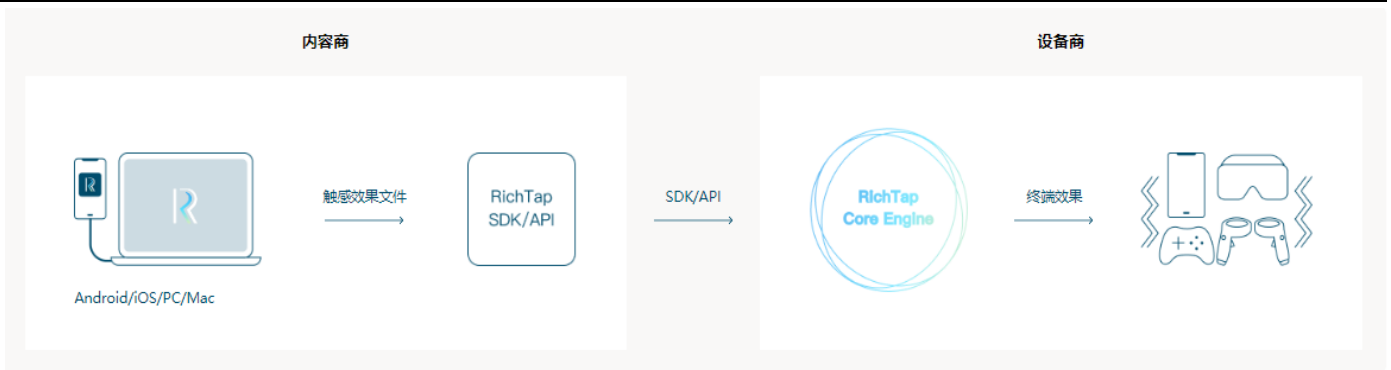 内容商
设备商
触感效果文件
RichTap
SDK/API
SDK/API
RichTap
Core Engine
终端效果
Android/iOS/PC/Mac